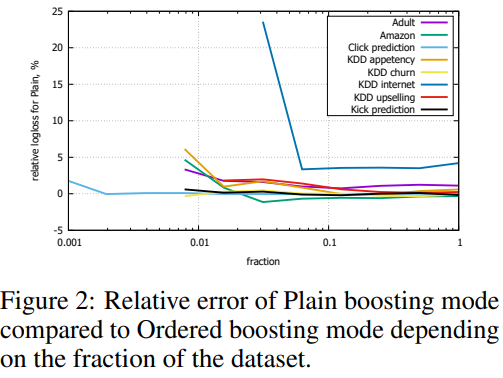 25
20
15
10
5
0
-5
relative logloss for Plain, %
Adult
Amazon
Click prediction
KDD appetency
KDD churn
KDD internet
KDD upselling
Kick prediction
0.001
0.01
0.1
1
fraction
Figure 2: Relative error of Plain boosting mode
compared to Ordered boosting mode depending
on the fraction of the dataset.